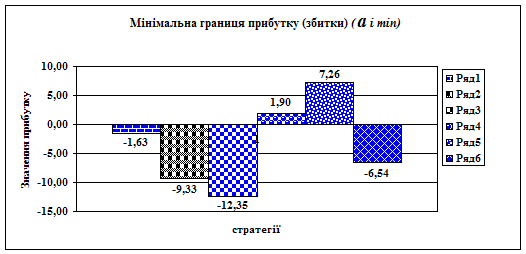 Мінімальна границя прибутку (збитки) ( a i min)
Значення прибутку
10,00
5,00
0,00
-5,00
-10,00
-15,00
-1,63
-9,33
-12,35
1,90
7,26
-6,54
стратегії
Ряд1
Ряд2
Ряд3
Ряд4
Ряд5
Ряд6